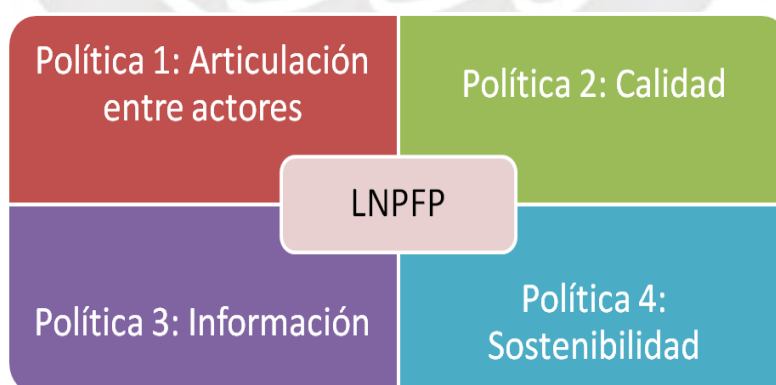 Política 1: Articulación
entre actores
Política 2: Calidad
LNPFP
Política 3: Información
Política 4:
Sostenibilidad